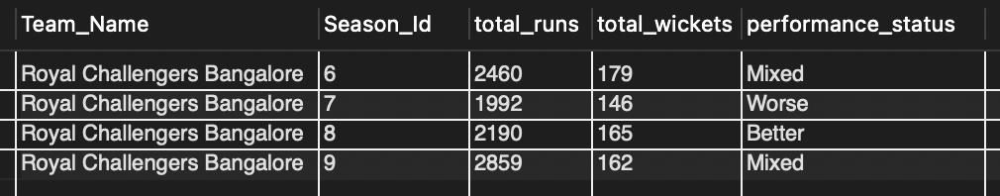 Team_Name Season_Id total_runs total_wickets performance_status
Royal Challengers Bangalore 6 2460 179 Mixed
Royal Challengers Bangalore 7 1992 146 Worse
Royal Challengers Bangalore 8 2190 165 Better
Royal Challengers Bangalore 9 2859 162 Mixed